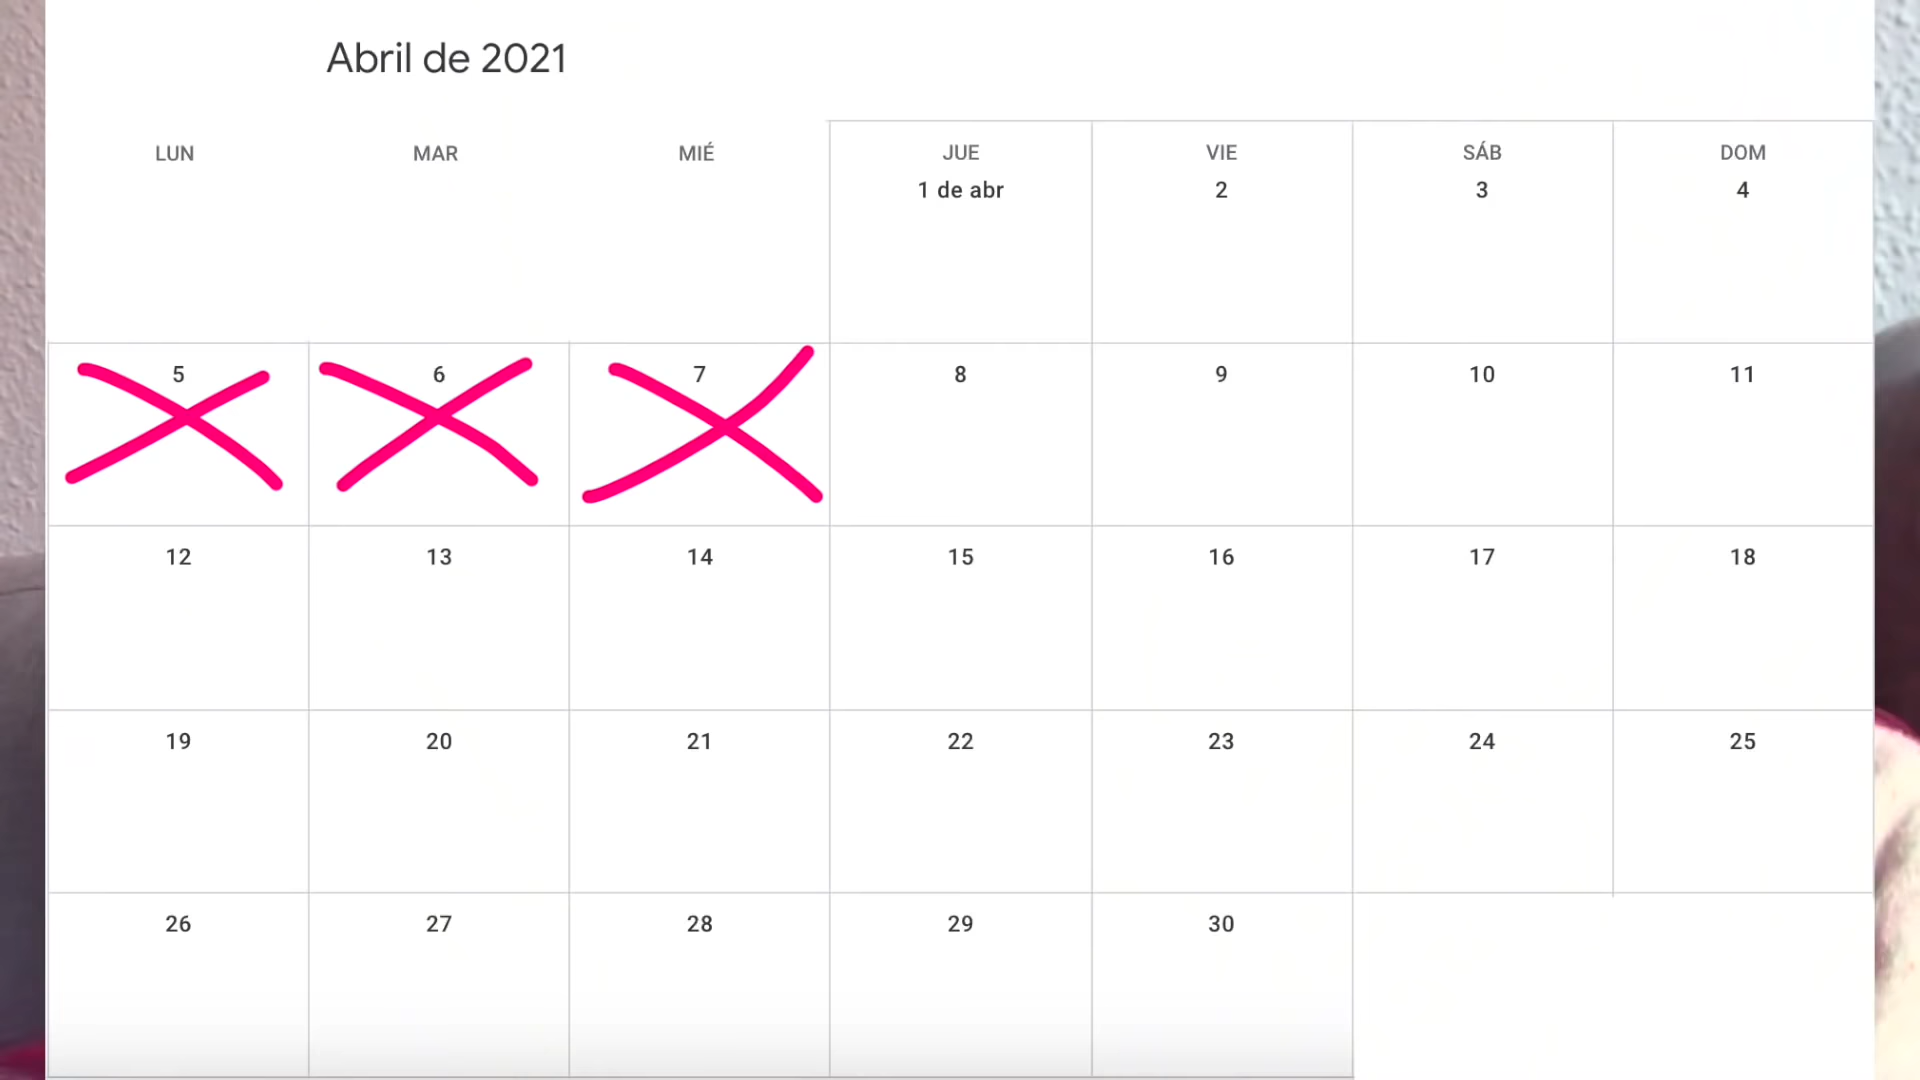 Abril de 2021
LUN MAR MIÉ JUE VIE SÁB DOM
1 de abr 2 3 4
5 6 7 8 9 10 11
12 13 14 15 16 17 18
19 20 21 22 23 24 25
26 27 28 29 30